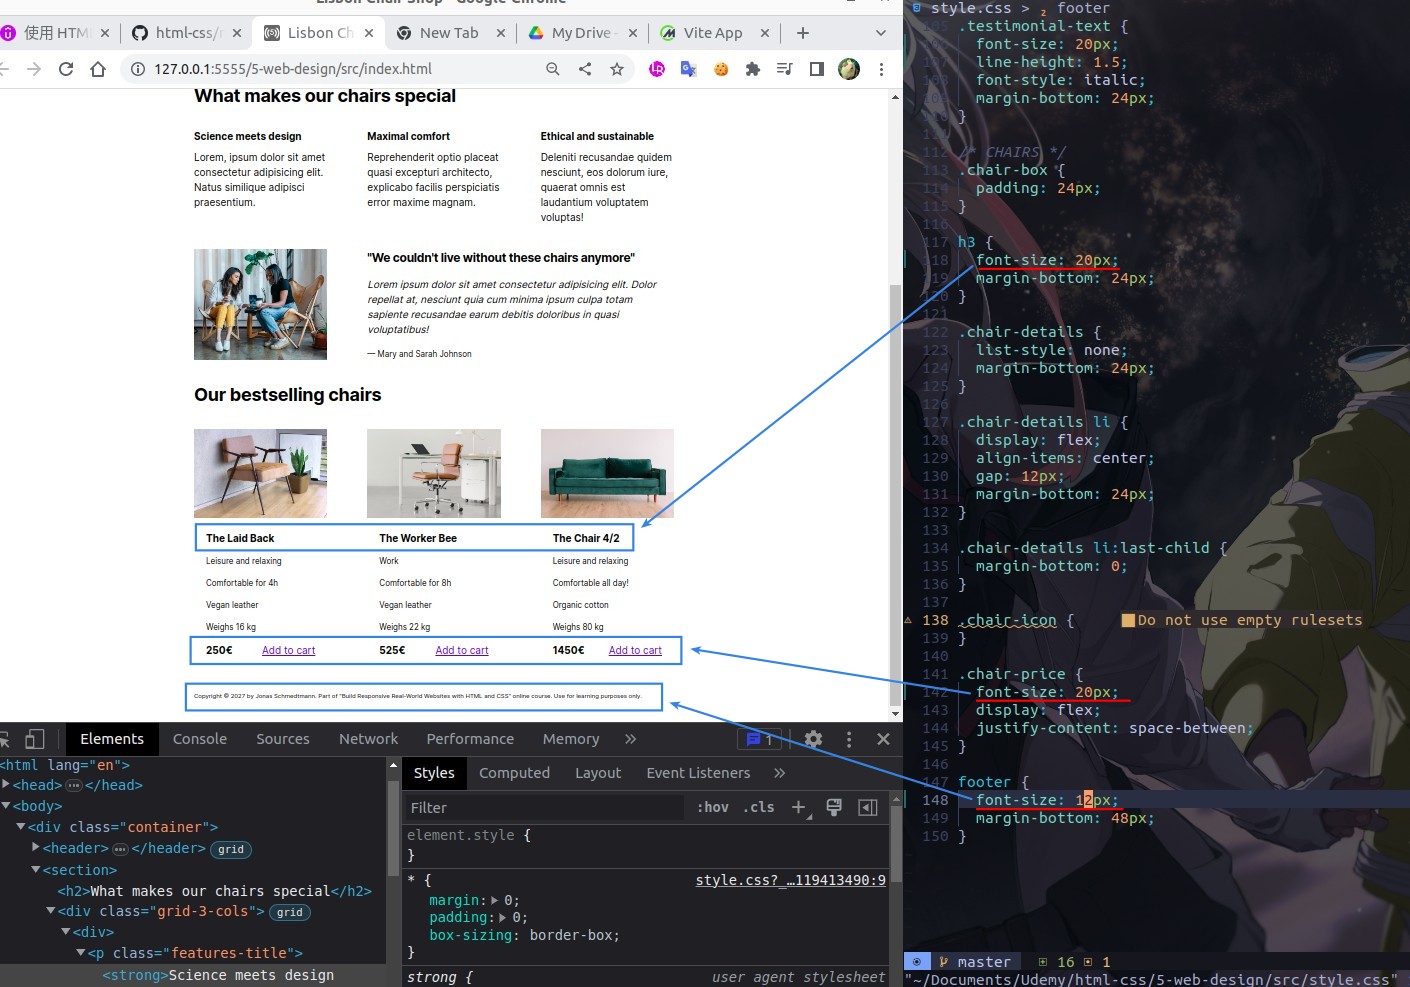 Lisbon Chair Shop - Google Chrome
使用 HTM
html-css/
Lisbon Ch
New Tab
My Drive -
Vite App
127.0.0.1:5555/5-web-design/src/index.html
What makes our chairs special
Science meets design
Lorem, ipsum dolor sit amet
consectetur adipisicing elit.
Natus similique adipisci
praesentium.
Maximal comfort
Reprehenderit optio placeat
quasi excepturi architecto,
explicabo facilis perspiciatis
error maxime magnam.
Ethical and sustainable
Deleniti recusandae quidem
nesciunt, eos dolorum iure,
quaerat omnis est
laudantium voluptatem
voluptas!
"We couldn't live without these chairs anymore"
Lorem ipsum dolor sit amet consectetur adipisicing elit. Dolor
repellat at, nesciunt quia cum minima ipsum culpa totam
sapiente recusandae earum debitis doloribus in quasi
voluptatibus!
— Mary and Sarah Johnson
Our bestselling chairs
The Laid Back
Leisure and relaxing
Comfortable for 4h
Vegan leather
Weighs 16 kg
250€ Add to cart
The Worker Bee
Work
Comfortable for 8h
Vegan leather
Weighs 22 kg
525€ Add to cart
The Chair 4/2
Leisure and relaxing
Comfortable all day!
Organic cotton
Weighs 80 kg
1450€ Add to cart
Copyright © 2027 by Jonas Schmedtmann. Part of "Build Responsive Real-World Websites with HTML and CSS" online course. Use for learning purposes only.
Elements Console Sources Network Performance Memory 1
<html lang="en">
<head> ••• </head>
<body>
<div class="container">
<header> ••• </header> grid
<section>
<h2>What makes our chairs special</h2>
<div class="grid-3-cols"> grid
<div>
<p class="features-title">
<strong>Science meets design
Styles Computed Layout Event Listeners
Filter :hov .cls
element.style {
}
* { style.css?_…119413490:9
margin: 0;
padding: 0;
box-sizing: border-box;
}
strong { user agent stylesheet
style.css > footer
.testimonial-text {
font-size: 20px;
line-height: 1.5;
font-style: italic;
margin-bottom: 24px;
}
112 /* CHAIRS */
113 .chair-box {
114 padding: 24px;
115 }
116
117 h3 {
118 font-size: 20px;
119 margin-bottom: 24px;
120 }
121
122 .chair-details {
123 list-style: none;
124 margin-bottom: 24px;
125 }
126
127 .chair-details li {
128 display: flex;
129 align-items: center;
130 gap: 12px;
131 margin-bottom: 24px;
132 }
133
134 .chair-details li:last-child {
135 margin-bottom: 0;
136 }
137
138 .chair-icon { Do not use empty rulesets
139 }
140
141 .chair-price {
142 font-size: 20px;
143 display: flex;
144 justify-content: space-between;
145 }
146
147 footer {
148 font-size: 12px;
149 margin-bottom: 48px;
150 }
master 16 1
"~/Documents/Udemy/html-css/5-web-design/src/style.css"